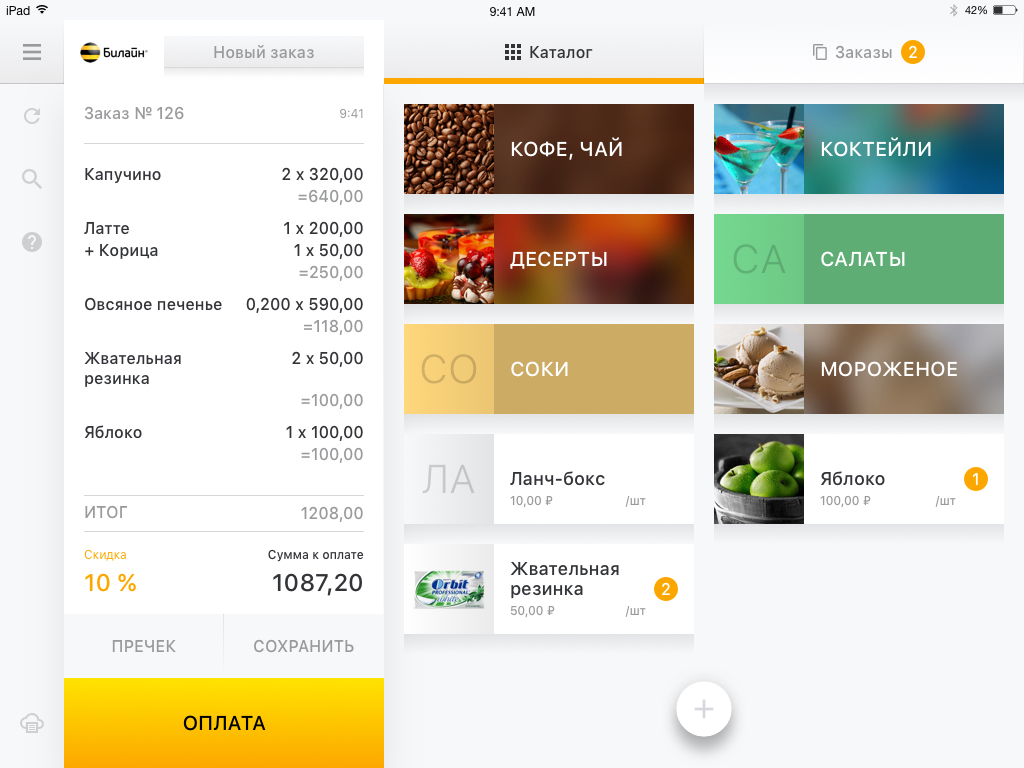 iPad
9:41 AM
42%
Билайн
Новый заказ
Каталог
Заказы 2
Заказ № 126 9:41
Капучино 2 x 320,00
=640,00
Латте 1 x 200,00
+ Корица 1 x 50,00
=250,00
Овсяное печенье 0,200 x 590,00
=118,00
Жвательная 2 x 50,00
резинка
=100,00
Яблоко 1 x 100,00
=100,00
ИТОГ 1208,00
Скидка Сумма к оплате
10 % 1087,20
ПРЕЧЕК СОХРАНИТЬ
ОПЛАТА
КОФЕ, ЧАЙ
КОКТЕЙЛИ
ДЕСЕРТЫ
СА САЛАТЫ
СО СОКИ
МОРОЖЕНОЕ
ЛА Ланч-бокс
10,00 ₽ /шт
Яблоко 1
100,00 ₽ /шт
Orbit
PROFESSIONAL
white
Жвательная
резинка 2
50,00 ₽ /шт